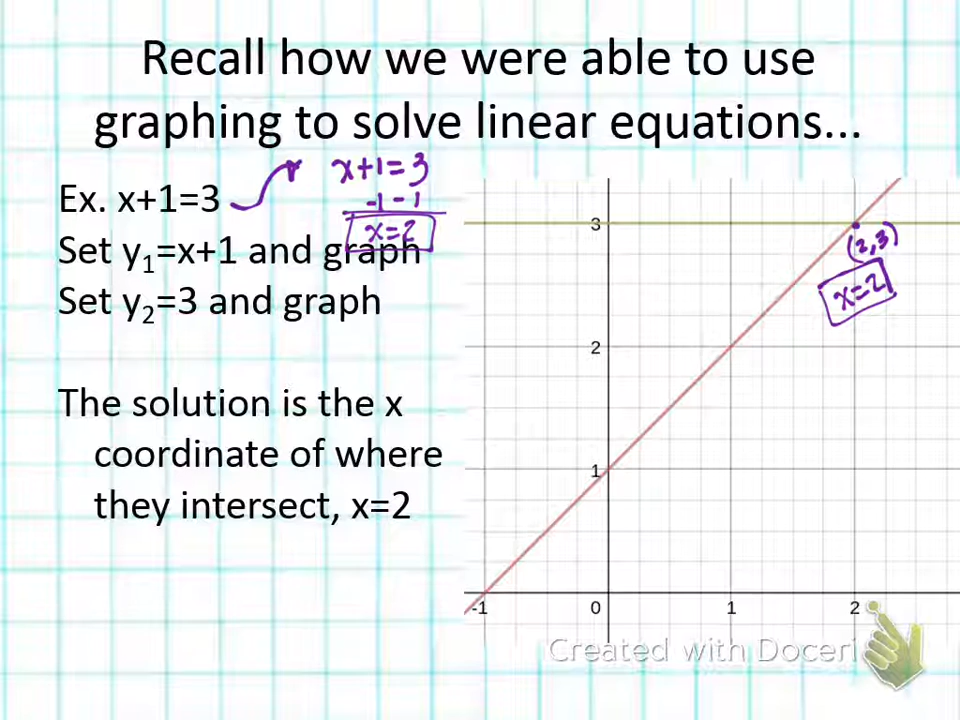 Recall how we were able to use
graphing to solve linear equations...
Ex. x+1=3
x+1=3
-1 -1
x=2
Set y₁=x+1 and graph
Set y₂=3 and graph
The solution is the x
coordinate of where
they intersect, x=2
3
(2,3)
x=2
2
1
-1 0 1 2
Created with Doceri